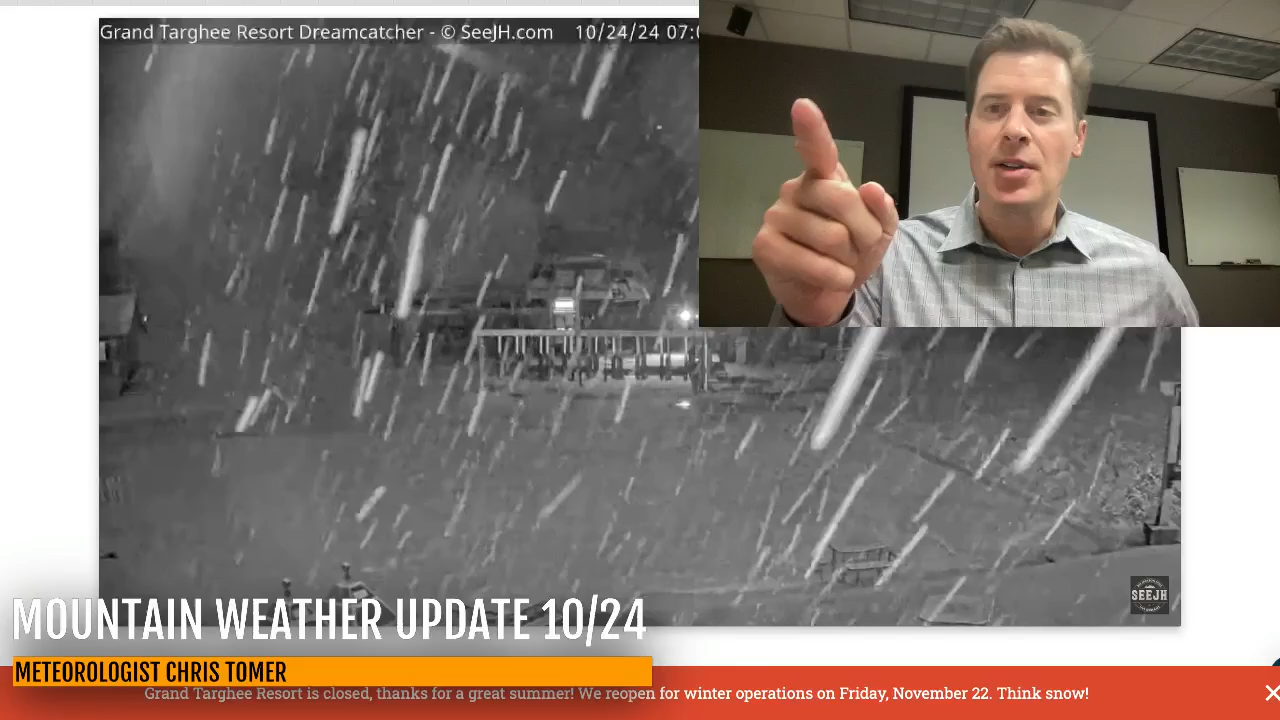 Grand Targhee Resort Dreamcatcher - © SeeJH.com 10/24/24 07:0
SEEJH
MOUNTAIN WEATHER UPDATE 10/24
METEOROLOGIST CHRIS TOMER
Grand Targhee Resort is closed, thanks for a great summer! We reopen for winter operations on Friday, November 22. Think snow!